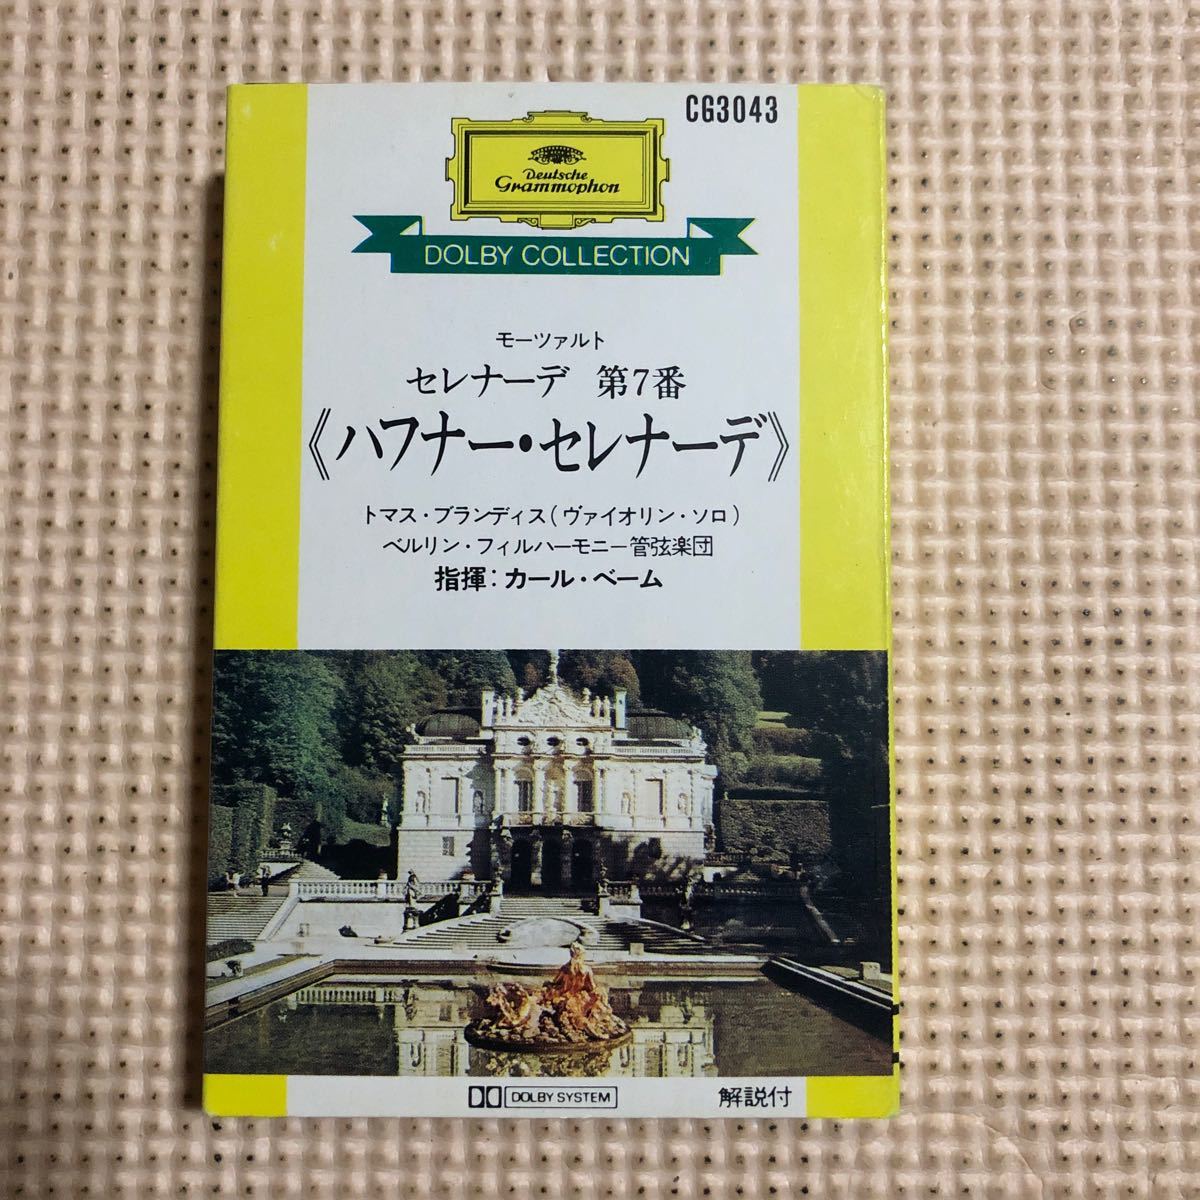 CG3043
Deutsche
Grammophon
DOLBY COLLECTION
モーツァルト
セレナーデ 第7番
《ハフナー・セレナーデ》
トマス・ブランディス(ヴァイオリン・ソロ)
ベルリン・フィルハーモニー管弦楽団
指揮:カール・ベーム
DOLBY SYSTEM
解説付